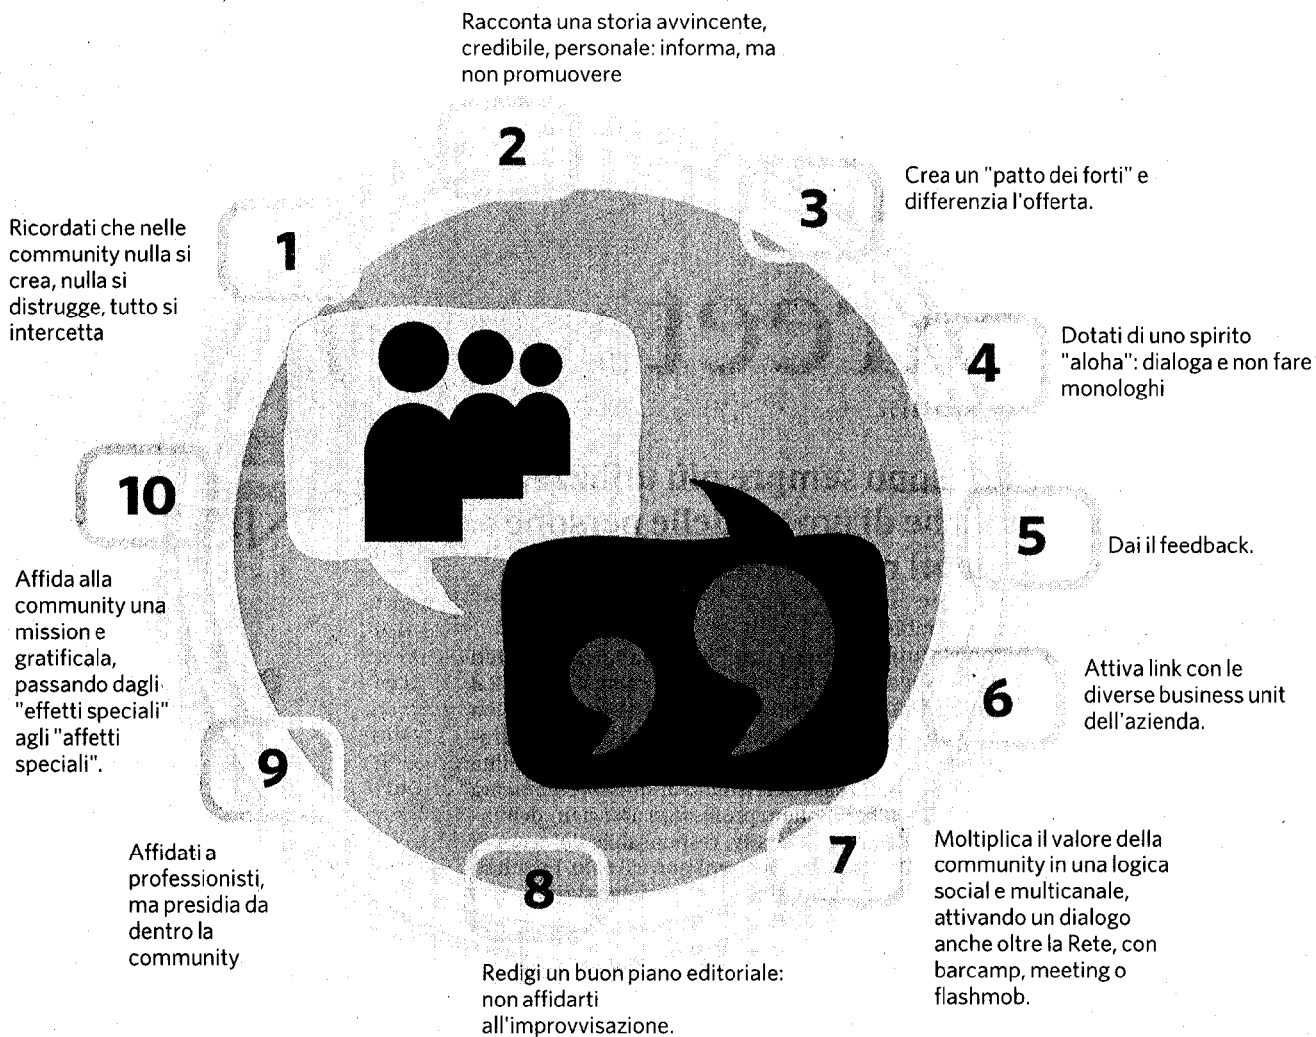 1
Ricordati che nelle
community nulla si
crea, nulla si
distrugge, tutto si
intercetta
2
Racconta una storia avvincente,
credibile, personale: informa, ma
non promuovere
3
Crea un "patto dei forti" e
differenzia l'offerta.
4
Dotati di uno spirito
"aloha": dialoga e non fare
monologhi
5
Dai il feedback.
6
Attiva link con le
diverse business unit
dell'azienda.
7
Moltiplica il valore della
community in una logica
social e multicanale,
attivando un dialogo
anche oltre la Rete, con
barcamp, meeting o
flashmob.
8
Redigi un buon piano editoriale:
non affidarti
all'improvvisazione.
9
Affidati a
professionisti,
ma presidia da
dentro la
community
10
Affida alla
community una
mission e
gratificala,
passando dagli
"effetti speciali"
agli "affetti
speciali".